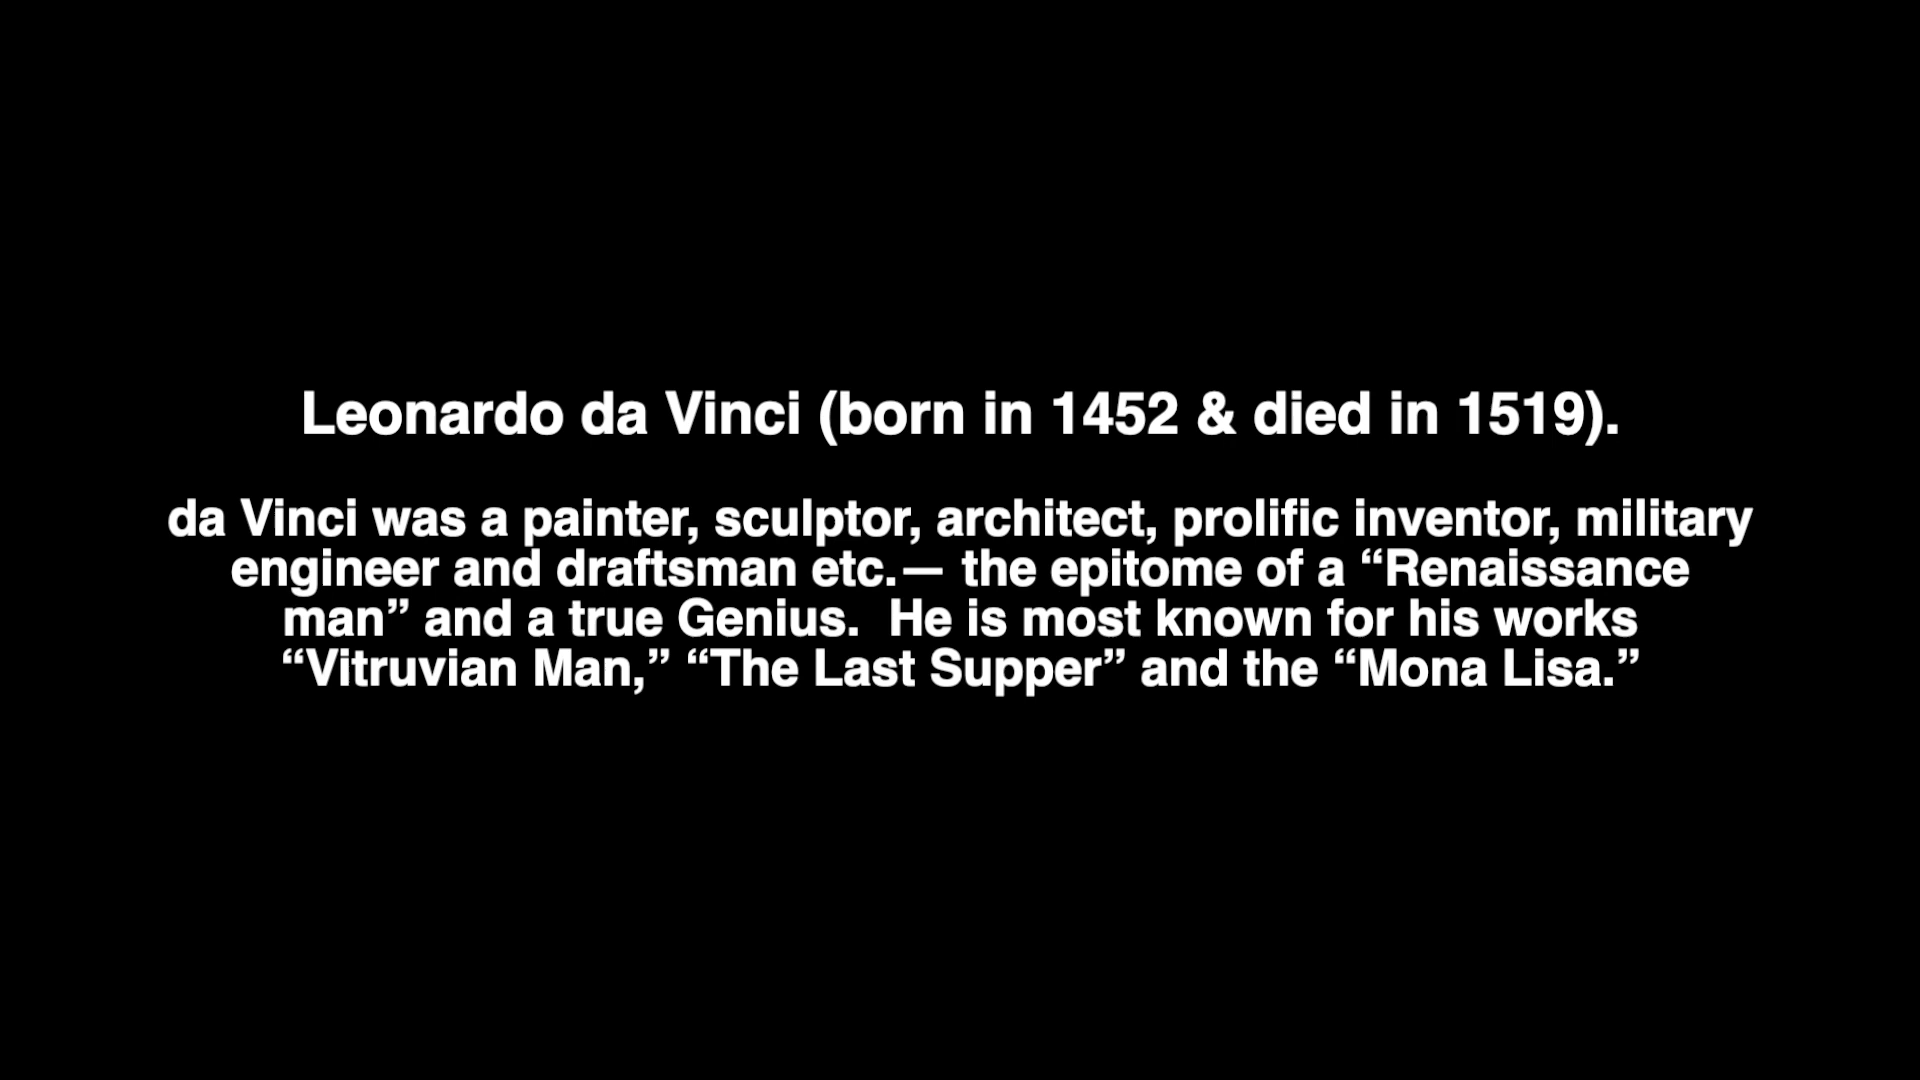 Leonardo da Vinci (born in 1452 & died in 1519).
da Vinci was a painter, sculptor, architect, prolific inventor, military
engineer and draftsman etc.— the epitome of a “Renaissance
man” and a true Genius.  He is most known for his works
“Vitruvian Man,” “The Last Supper” and the “Mona Lisa.”